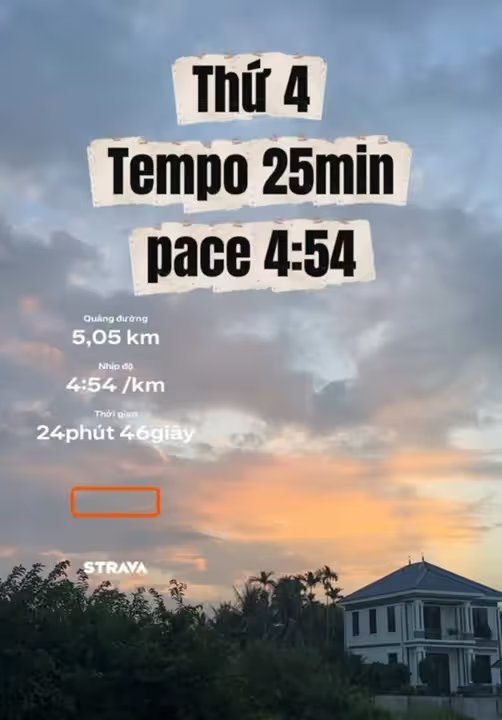 Thứ 4
Tempo 25min
pace 4:54
Quãng đường
5,05 km
Nhịp độ
4:54 /km
Thời gian
24phút 46giây
STRAVA